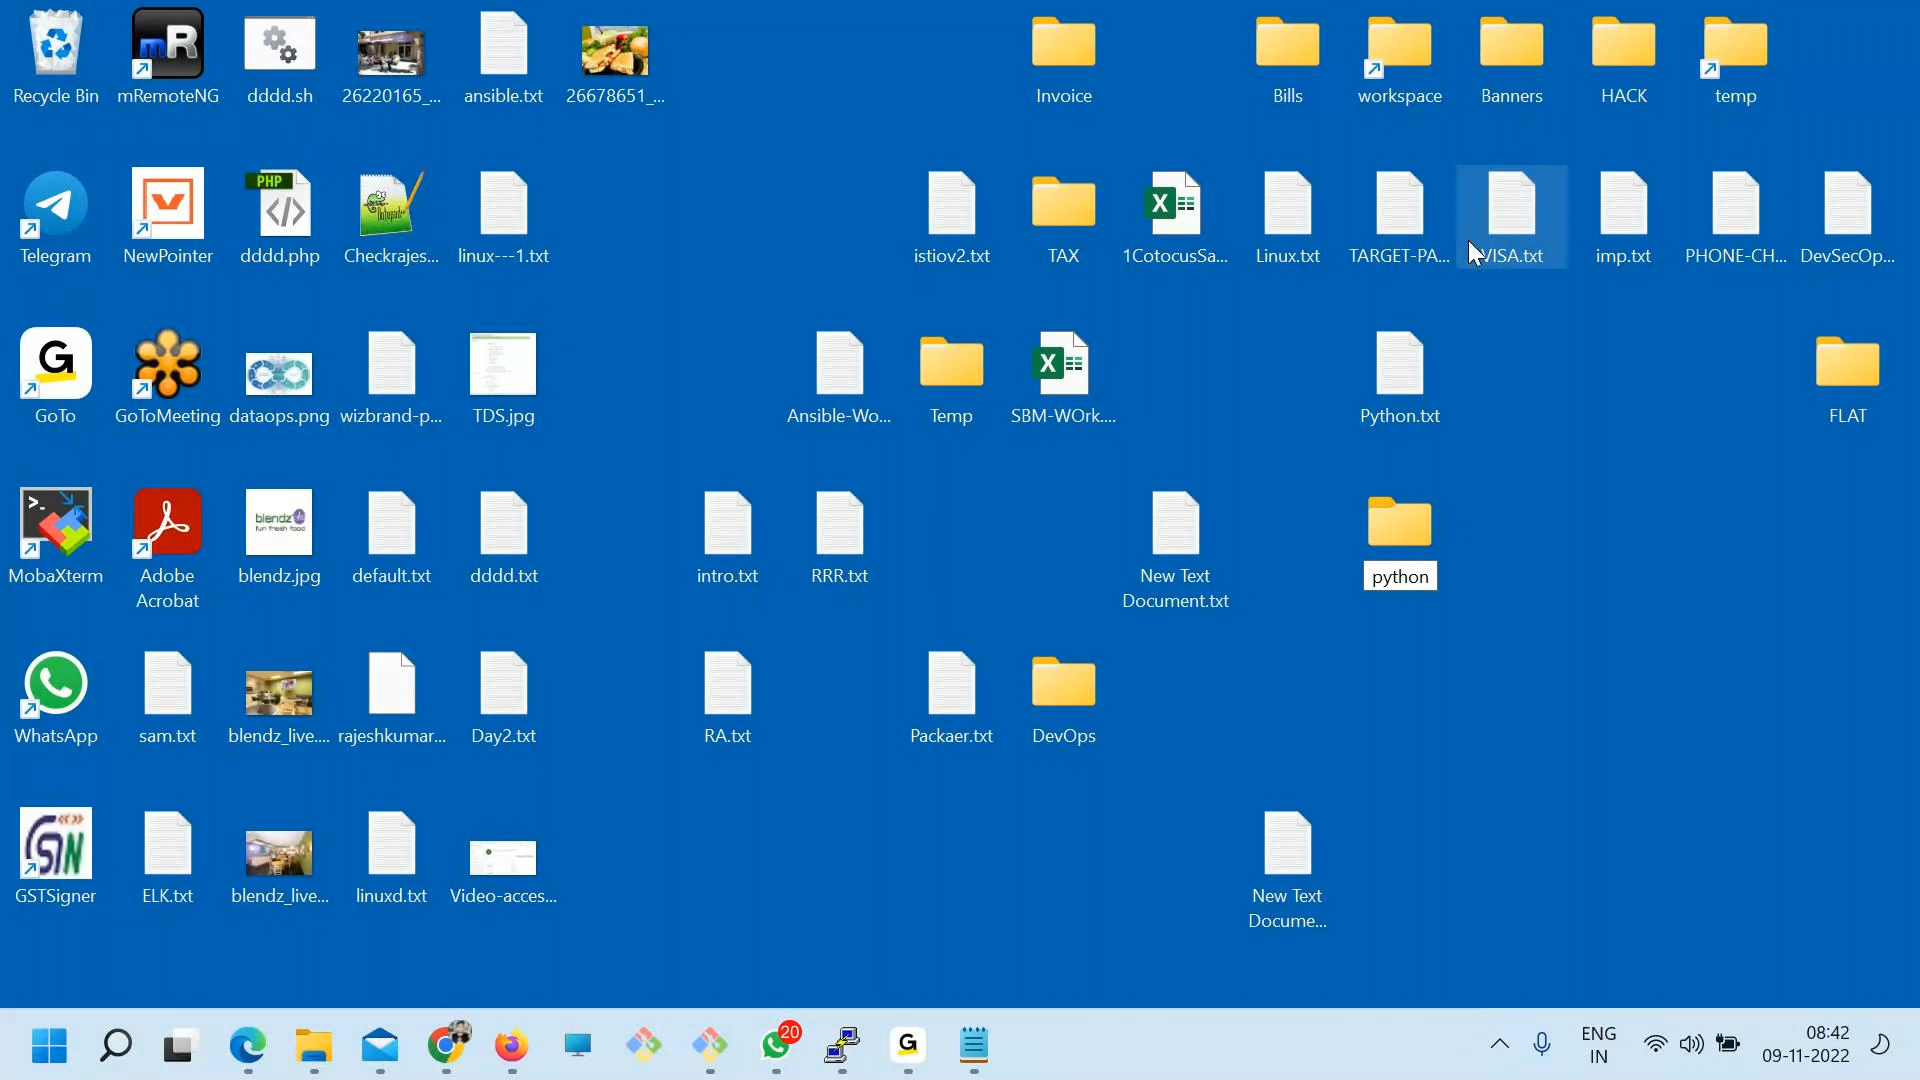 Recycle Bin
mRemoteNG
dddd.sh
26220165_...
ansible.txt
26678651_...
Invoice
Bills
workspace
Banners
HACK
temp
Telegram
NewPointer
PHP
dddd.php
Checkrajes...
linux---1.txt
istiov2.txt
TAX
1CotocusSa...
Linux.txt
TARGET-PA...
VISA.txt
imp.txt
PHONE-CH...
DevSecOp...
GoTo
GoToMeeting
dataops.png
wizbrand-p...
TDS.jpg
Ansible-Wo...
Temp
SBM-WOrk....
Python.txt
FLAT
MobaXterm
Adobe
Acrobat
blendz
fun fresh food
blendz.jpg
default.txt
dddd.txt
intro.txt
RRR.txt
New Text
Document.txt
python
WhatsApp
sam.txt
blendz_live....
rajeshkumar...
Day2.txt
RA.txt
Packaer.txt
DevOps
GSTSigner
ELK.txt
blendz_live...
linuxd.txt
Video-acces...
New Text
Docume...
20
ENG
IN
08:42
09-11-2022